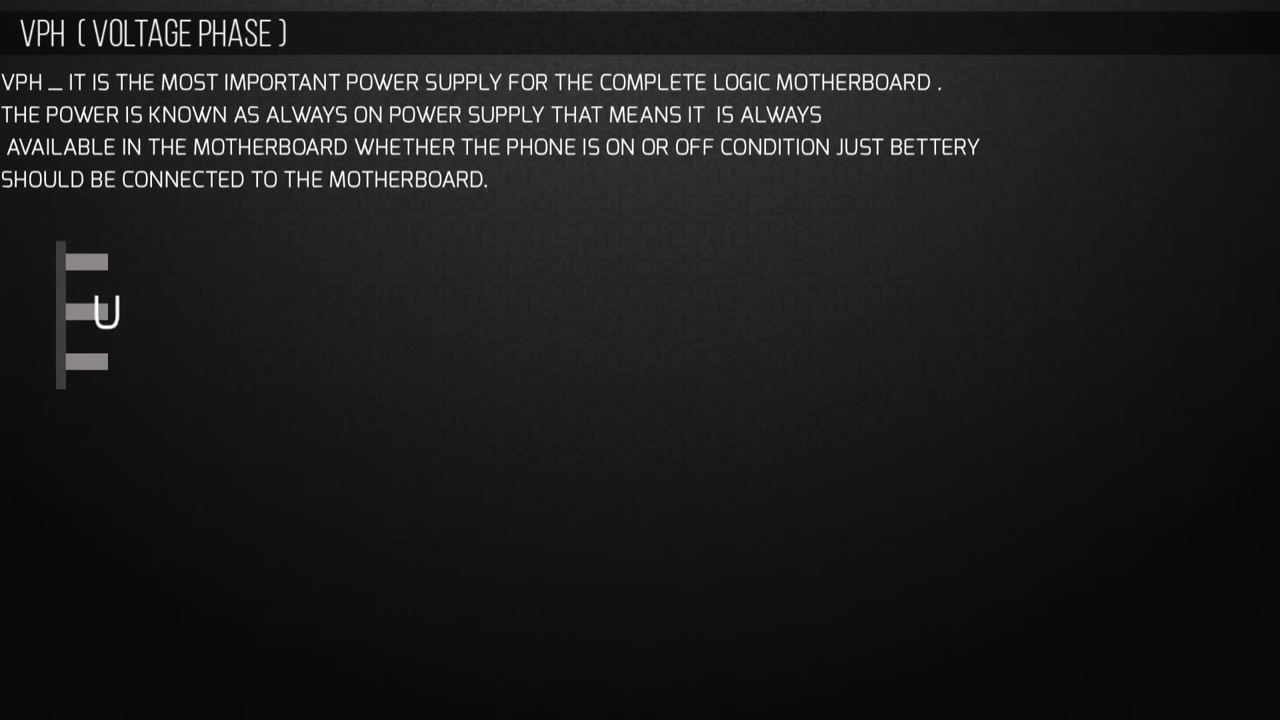 VPH ( VOLTAGE PHASE )
VPH _ IT IS THE MOST IMPORTANT POWER SUPPLY FOR THE COMPLETE LOGIC MOTHERBOARD .
THE POWER IS KNOWN AS ALWAYS ON POWER SUPPLY THAT MEANS IT IS ALWAYS
AVAILABLE IN THE MOTHERBOARD WHETHER THE PHONE IS ON OR OFF CONDITION JUST BETTERY
SHOULD BE CONNECTED TO THE MOTHERBOARD.
U